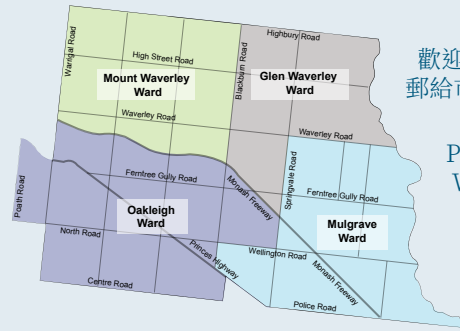 Highbury Road
Warrigal Road
High Street Road
Blackburn Road
Mount Waverley
Ward
Glen Waverley
Ward
歡迎
郵給市
Waverley Road
Waverley Road
Springvale Road
Ferntree Gully Road
Monash Freeway
Ferntree Gully Road
Poath Road
Oakleigh
Ward
Mulgrave
Ward
North Road
Princes Highway
Wellington Road
Monash Freeway
Centre Road
Police Road